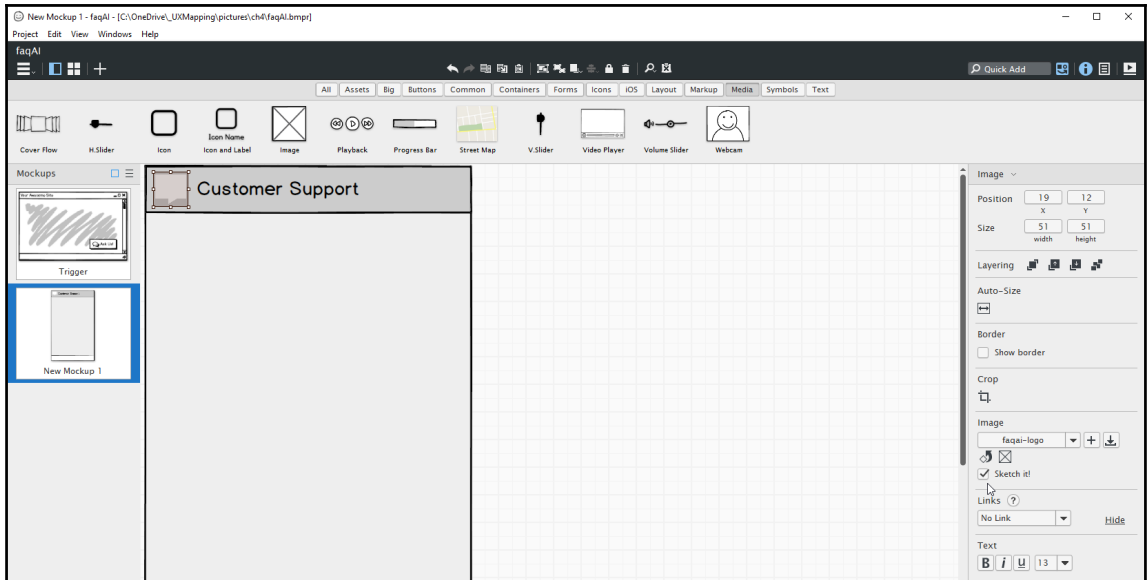 New Mockup 1 - faqAI - [C:\OneDrive\_UXMapping\pictures\ch4\faqAI.bmpr]
Project Edit View Windows Help
faqAI
Quick Add
All Assets Big Buttons Common Containers Forms Icons iOS Layout Markup Media Symbols Text
Icon Name
Cover Flow H.Slider Icon Icon and Label Image Playback Progress Bar Street Map V.Slider Video Player Volume Slider Webcam
Mockups
Trigger
New Mockup 1
Customer Support
Image
Position 19 12
X Y
Size 51 51
width height
Layering
Auto-Size
Border
Show border
Crop
Image
faqai-logo
Sketch it!
Links ?
No Link Hide
Text
B i U 13